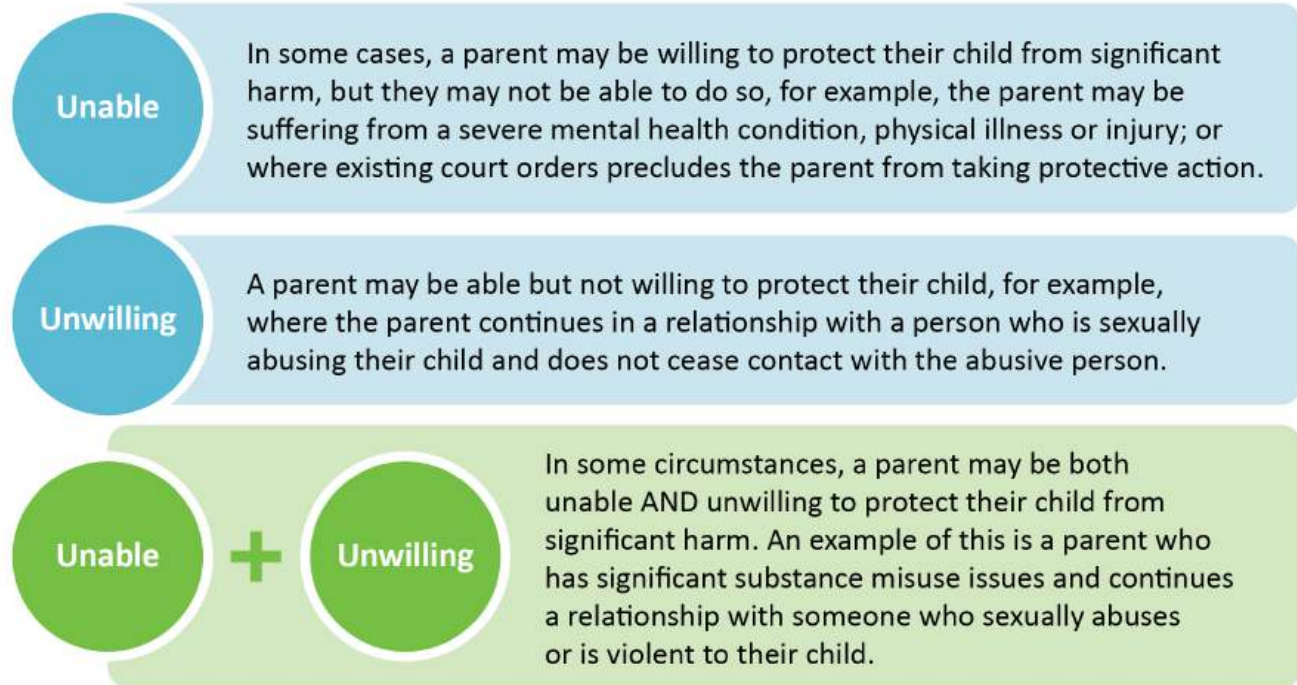 Unable
In some cases, a parent may be willing to protect their child from significant
harm, but they may not be able to do so, for example, the parent may be
suffering from a severe mental health condition, physical illness or injury; or
where existing court orders precludes the parent from taking protective action.
Unwilling
A parent may be able but not willing to protect their child, for example,
where the parent continues in a relationship with a person who is sexually
abusing their child and does not cease contact with the abusive person.
Unable + Unwilling
In some circumstances, a parent may be both
unable AND unwilling to protect their child from
significant harm. An example of this is a parent who
has significant substance misuse issues and continues
a relationship with someone who sexually abuses
or is violent to their child.